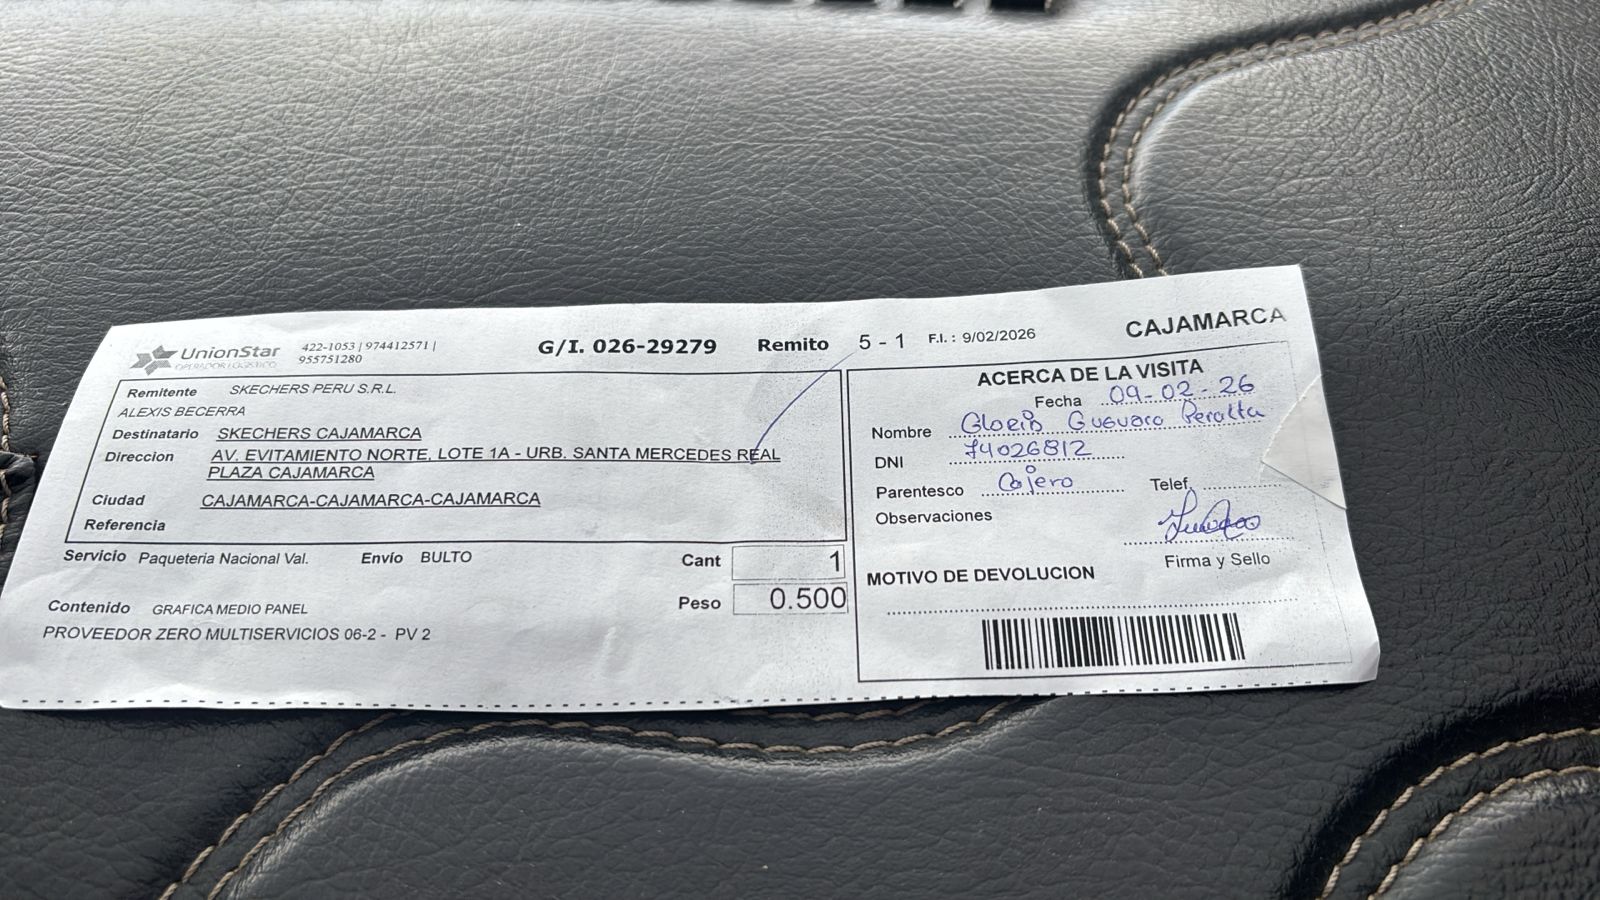 UnionStar
OPERADOR LOGISTICO
422-1053 | 974412571 |
955751280
G/I. 026-29279 Remito 5 - 1 F.I. : 9/02/2026 CAJAMARCA
Remitente SKECHERS PERU S.R.L.
ALEXIS BECERRA
Destinatario SKECHERS CAJAMARCA
Direccion AV. EVITAMIENTO NORTE, LOTE 1A - URB. SANTA MERCEDES REAL
PLAZA CAJAMARCA
Ciudad CAJAMARCA-CAJAMARCA-CAJAMARCA
Referencia
Servicio Paqueteria Nacional Val. Envío BULTO Cant 1
Peso 0.500
Contenido GRAFICA MEDIO PANEL
PROVEEDOR ZERO MULTISERVICIOS 06-2 - PV 2
ACERCA DE LA VISITA
Fecha 09-02-26
Nombre Peralta
DNI 74026812
Parentesco Cajero Telef.
Observaciones
Firma y Sello
MOTIVO DE DEVOLUCION